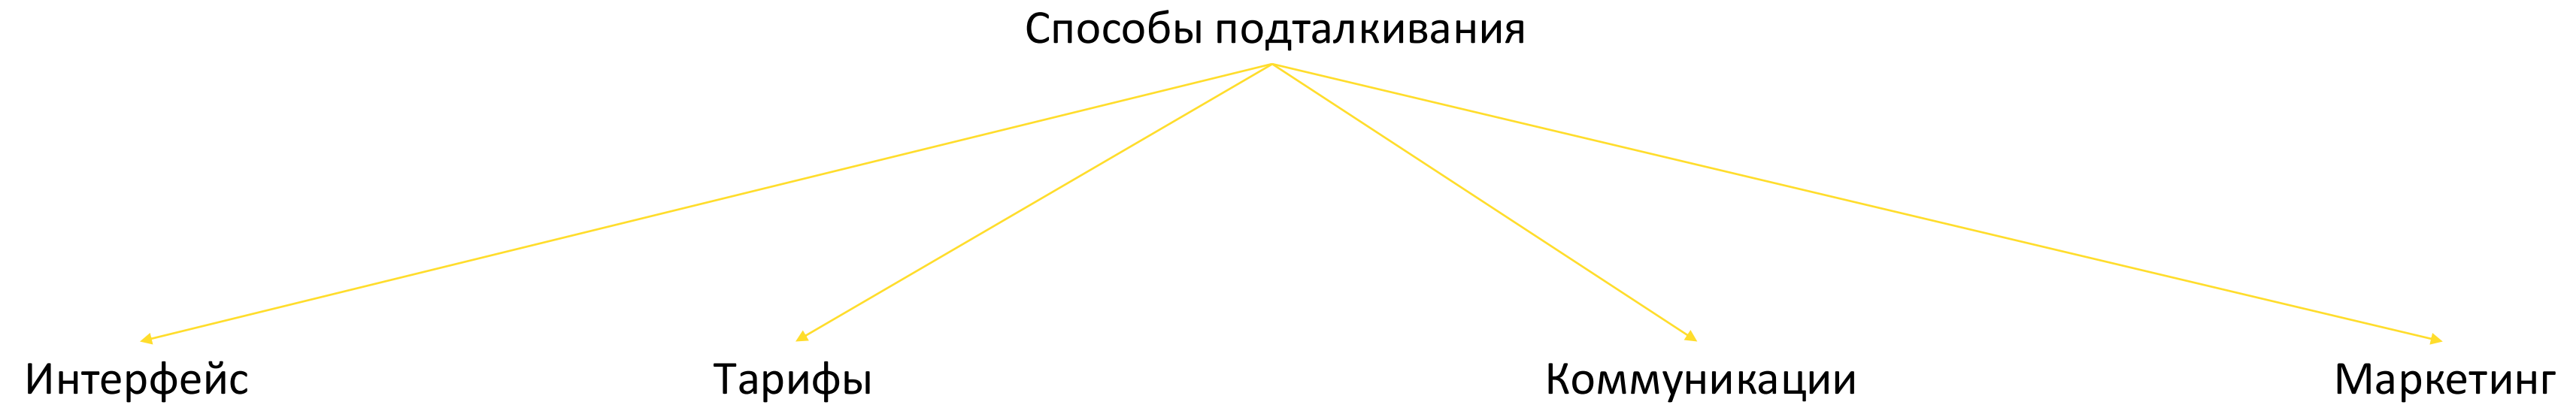 Способы подталкивания
Интерфейс
Тарифы
Коммуникации
Маркетинг